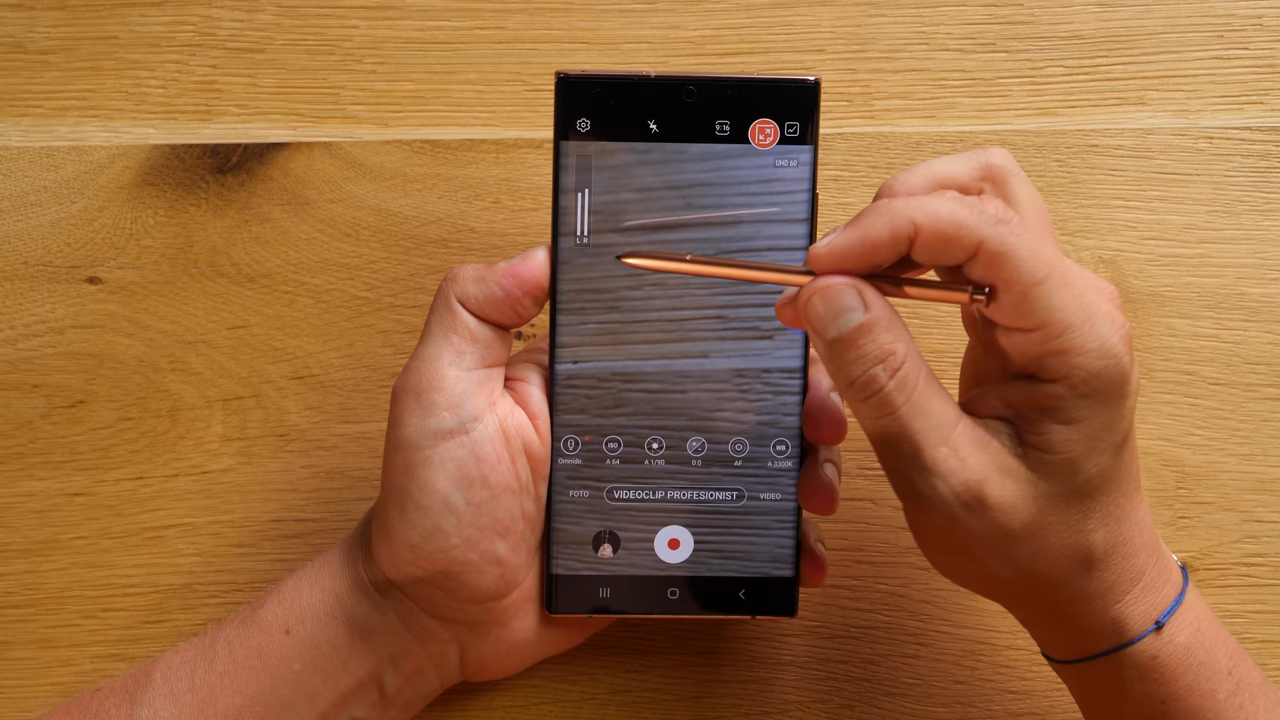 9:16
UHD 60
L R
ISO
WB
Omnidir.
A 64
A 1/90
0.0
AF
A 3300K
FOTO
VIDEOCLIP PROFESIONIST
VIDEO